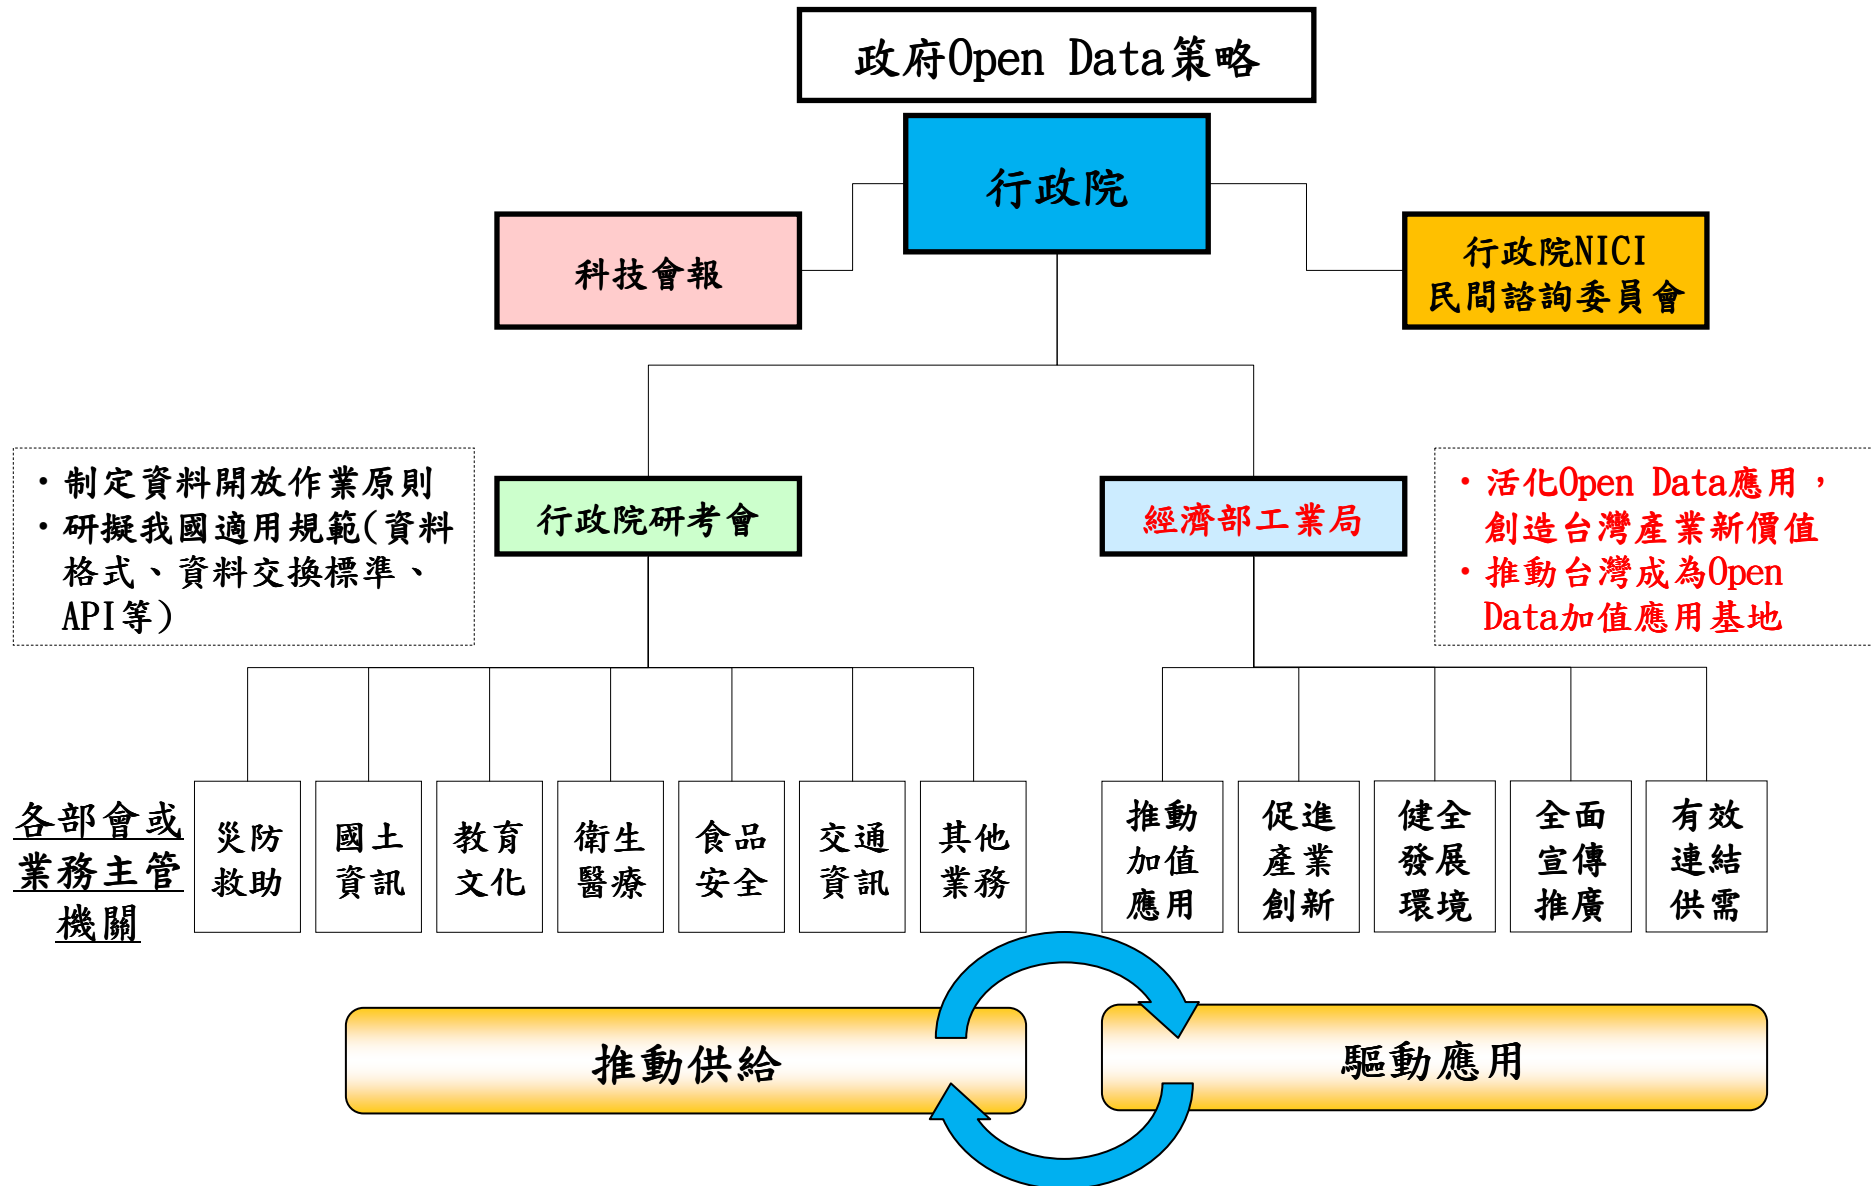 政府Open Data策略
行政院
科技會報
行政院NICI
民間諮詢委員會
・制定資料開放作業原則
・研擬我國適用規範(資料
格式、資料交換標準、
API等)
行政院研考會
經濟部工業局
・活化Open Data應用，
創造台灣產業新價值
・推動台灣成為Open
Data加值應用基地
各部會或
業務主管
機關
災防
救助
國土
資訊
教育
文化
衛生
醫療
食品
安全
交通
資訊
其他
業務
推動
加值
應用
促進
產業
創新
健全
發展
環境
全面
宣傳
推廣
有效
連結
供需
推動供給
驅動應用